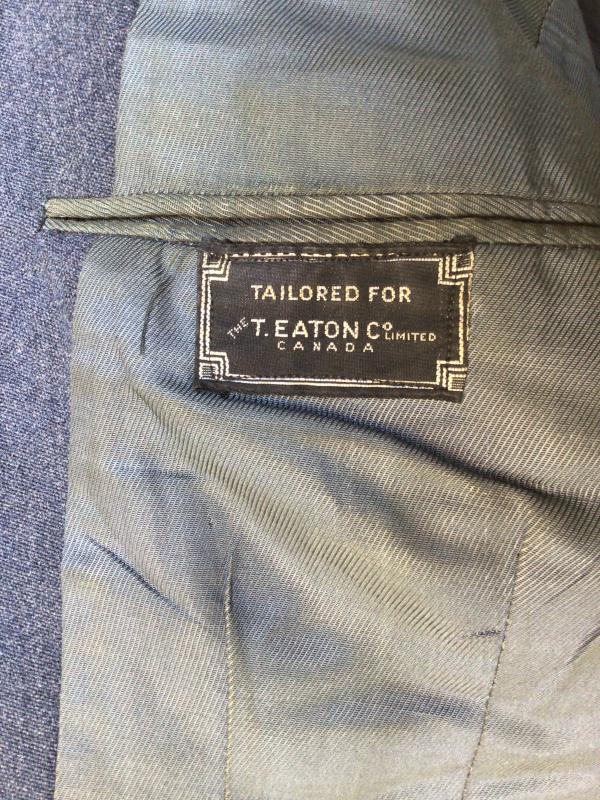 TAILORED FOR
THE T. EATON Cº LIMITED
CANADA